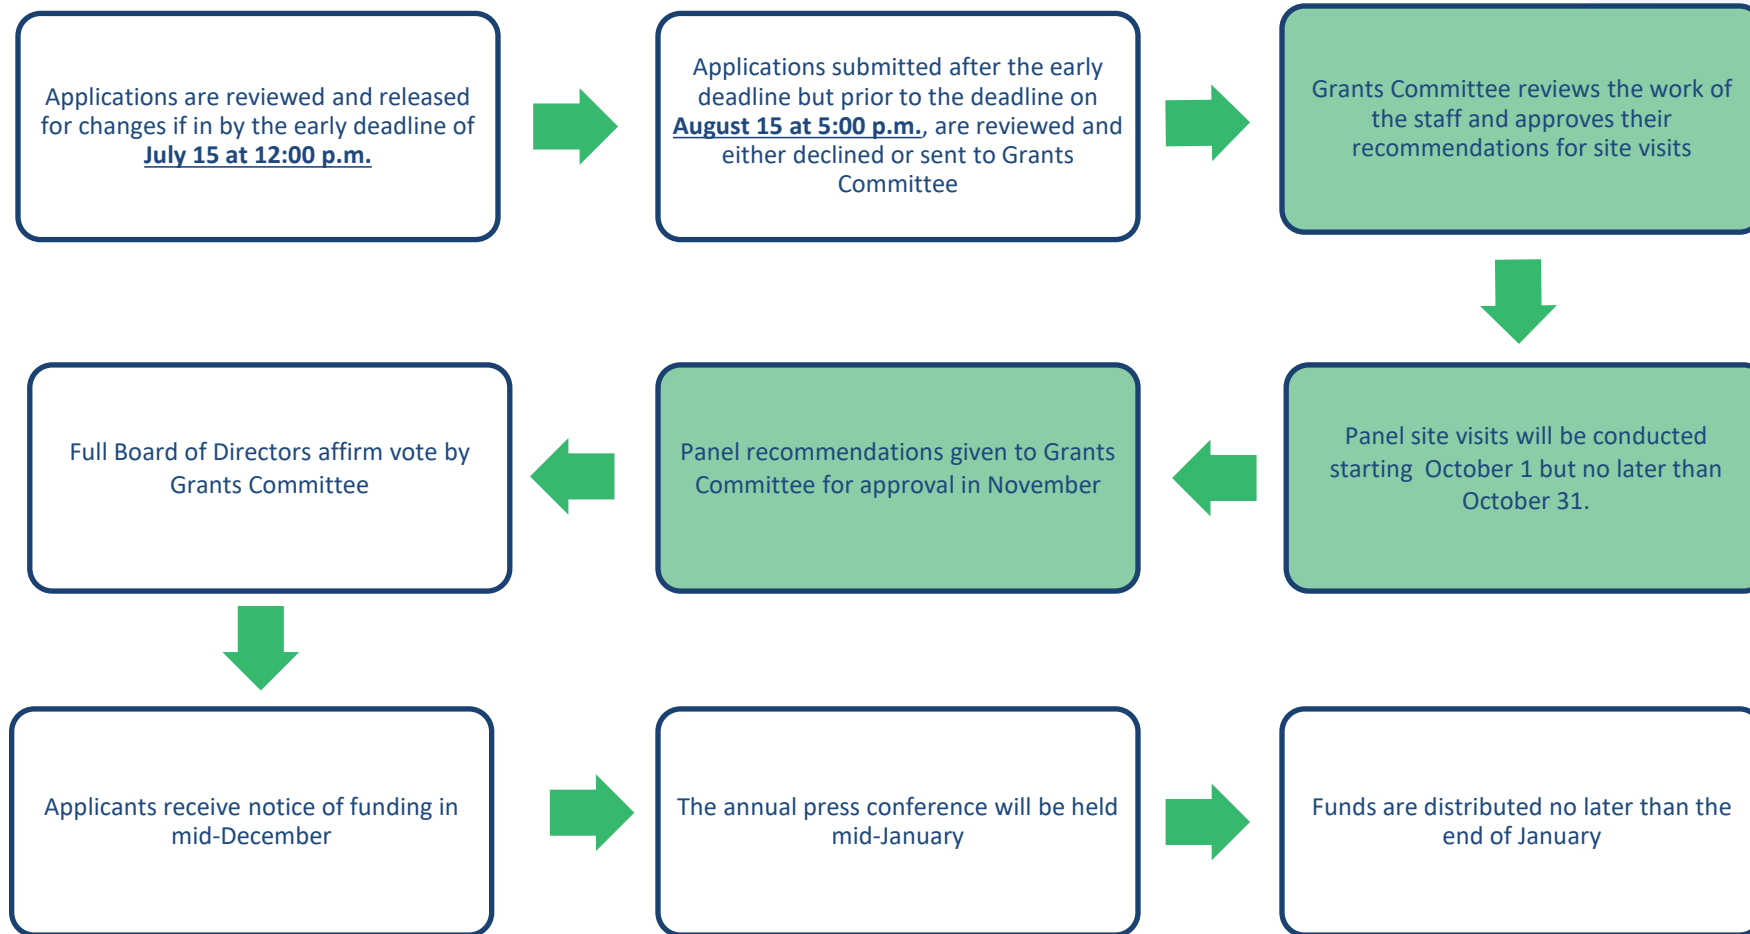 Applications are reviewed and released
for changes if in by the early deadline of
July 15 at 12:00 p.m.
Applications submitted after the early
deadline but prior to the deadline on
August 15 at 5:00 p.m., are reviewed and
either declined or sent to Grants
Committee
Grants Committee reviews the work of
the staff and approves their
recommendations for site visits
Panel site visits will be conducted
starting  October 1 but no later than
October 31.
Panel recommendations given to Grants
Committee for approval in November
Full Board of Directors affirm vote by
Grants Committee
Applicants receive notice of funding in
mid-December
The annual press conference will be held
mid-January
Funds are distributed no later than the
end of January